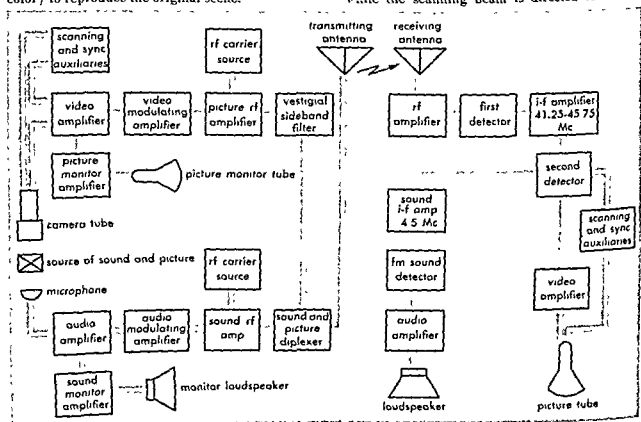 color) to reproduce the original scene.
while the scanning beam is directed
scanning
and sync
auxiliaries
rf carrier
source
transmitting
antenna
receiving
antenna
video
amplifier
video
modulating
amplifier
picture rf
amplifier
vestigial
sideband
filter
rf
amplifier
first
detector
i-f amplifier
41.25-45 75
Mc
picture
monitor
amplifier
picture monitor tube
second
detector
sound
i-f amp
4 5 Mc
scanning
and sync
auxiliaries
camera tube
source of sound and picture
rf carrier
source
fm sound
detector
video
amplifier
microphone
audio
amplifier
audio
modulating
amplifier
sound rf
amp
sound and
picture
diplexer
audio
amplifier
sound
monitor
amplifier
monitor loudspeaker
loudspeaker
picture tube